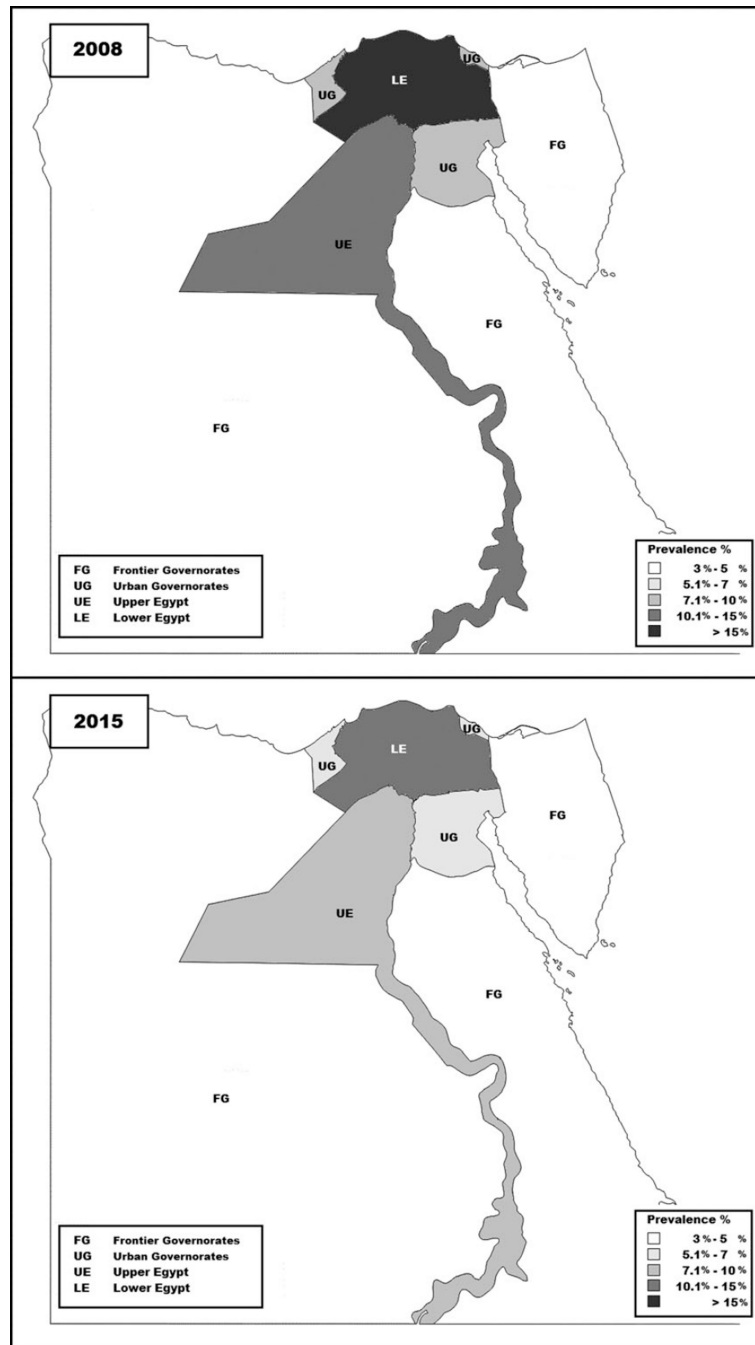 2008
LE
UG
UG
FG
UG
UE
FG
FG
FG Frontier Governorates
UG Urban Governorates
UE Upper Egypt
LE Lower Egypt
Prevalence %
3% - 5 %
5.1% - 7 %
7.1% - 10 %
10.1% - 15%
> 15%
2015
UG
LE
UG
FG
UG
UE
FG
FG
FG Frontier Governorates
UG Urban Governorates
UE Upper Egypt
LE Lower Egypt
Prevalence %
3% - 5 %
5.1% - 7 %
7.1% - 10 %
10.1% - 15%
> 15%